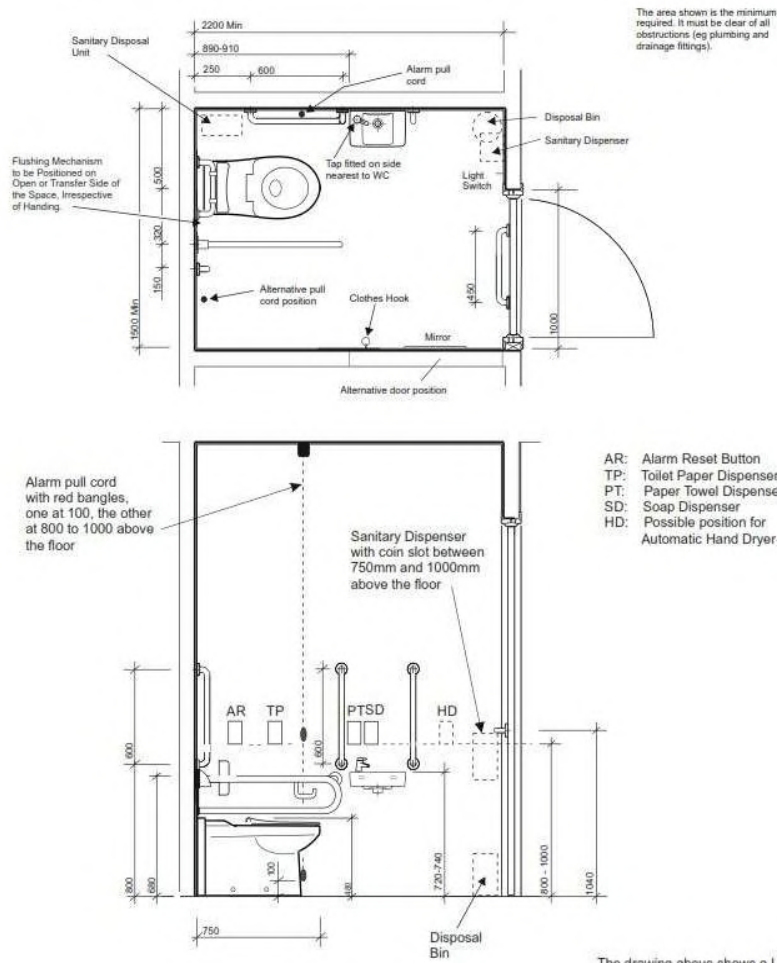 The area shown is the minimum
required. It must be clear of all
obstructions (eg plumbing and
drainage fittings).
2200 Min
890-910
250
600
Sanitary Disposal
Unit
Alarm pull
cord
Disposal Bin
Sanitary Dispenser
Tap fitted on side
nearest to WC
Light
Switch
Flushing Mechanism
to be Positioned on
Open or Transfer Side of
the Space, Irrespective
of Handing.
500
320
150
1500 Min
450
1000
Alternative pull
cord position
Clothes Hook
Mirror
Alternative door position
Alarm pull cord
with red bangles,
one at 100, the other
at 800 to 1000 above
the floor
Sanitary Dispenser
with coin slot between
750mm and 1000mm
above the floor
AR: Alarm Reset Button
TP: Toilet Paper Dispenser
PT: Paper Towel Dispense
SD: Soap Dispenser
HD: Possible position for
Automatic Hand Dryer
AR
TP
PT
SD
HD
600
600
800
680
100
480
720-740
800 - 1000
1040
750
Disposal
Bin